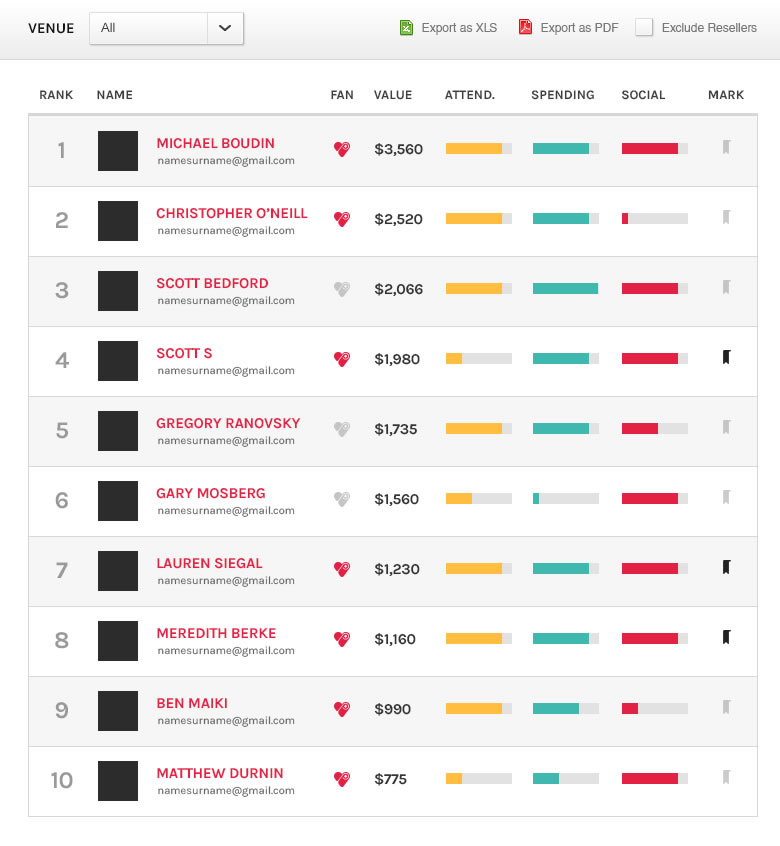 VENUE All Export as XLS Export as PDF Exclude Resellers
RANK NAME FAN VALUE ATTEND. SPENDING SOCIAL MARK
1 MICHAEL BOUDIN $3,560
namesurname@gmail.com
2 CHRISTOPHER O’NEILL $2,520
namesurname@gmail.com
3 SCOTT BEDFORD $2,066
namesurname@gmail.com
4 SCOTT S $1,980
namesurname@gmail.com
5 GREGORY RANOVSKY $1,735
namesurname@gmail.com
6 GARY MOSBERG $1,560
namesurname@gmail.com
7 LAUREN SIEGAL $1,230
namesurname@gmail.com
8 MEREDITH BERKE $1,160
namesurname@gmail.com
9 BEN MAIKI $990
namesurname@gmail.com
10 MATTHEW DURNIN $775
namesurname@gmail.com